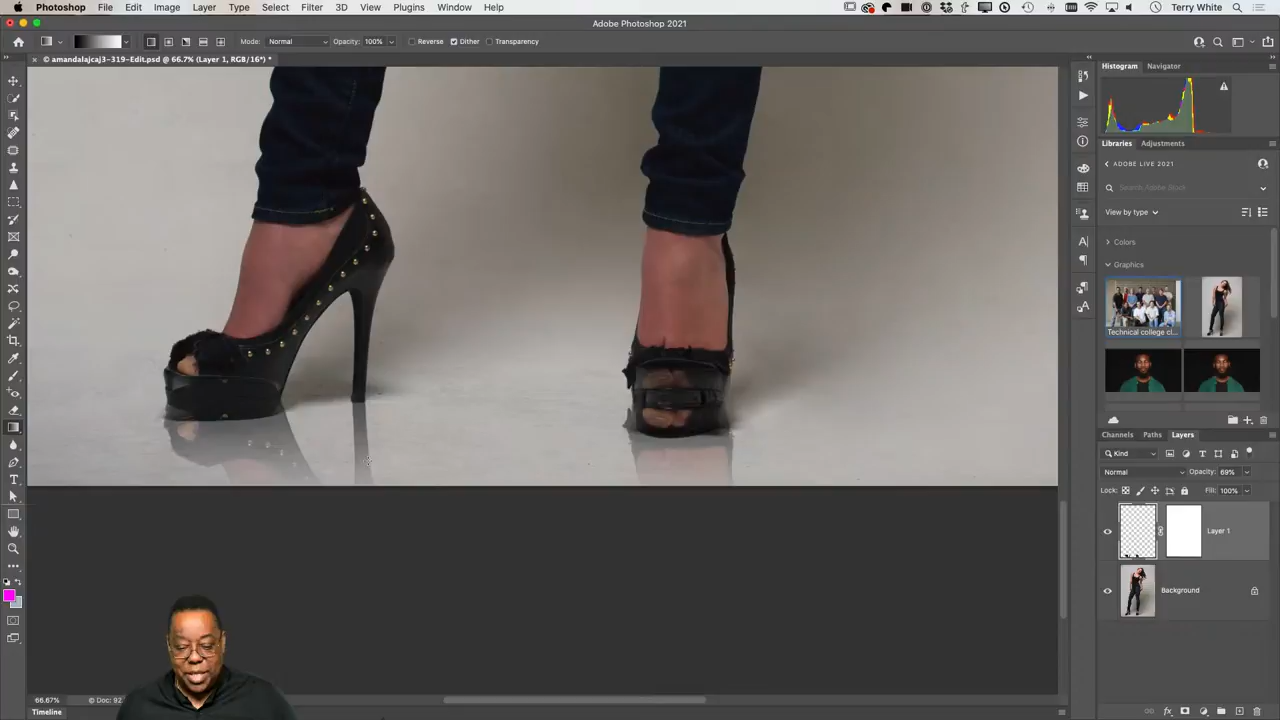 Photoshop File Edit Image Layer Type Select Filter 3D View Plugins Window Help Terry White
Adobe Photoshop 2021
Mode: Normal Opacity: 100% Reverse Dither Transparency
© amandalajcaj3-319-Edit.psd @ 66.7% (Layer 1, RGB/16*) *
Histogram Navigator
Libraries Adjustments
ADOBE LIVE 2021
Search Adobe Stock
View by type
Colors
Graphics
Technical college cl...
Channels Paths Layers
Kind
Normal Opacity: 69%
Lock: Fill: 100%
Layer 1
Background
66.67% © Doc: 92
Timeline